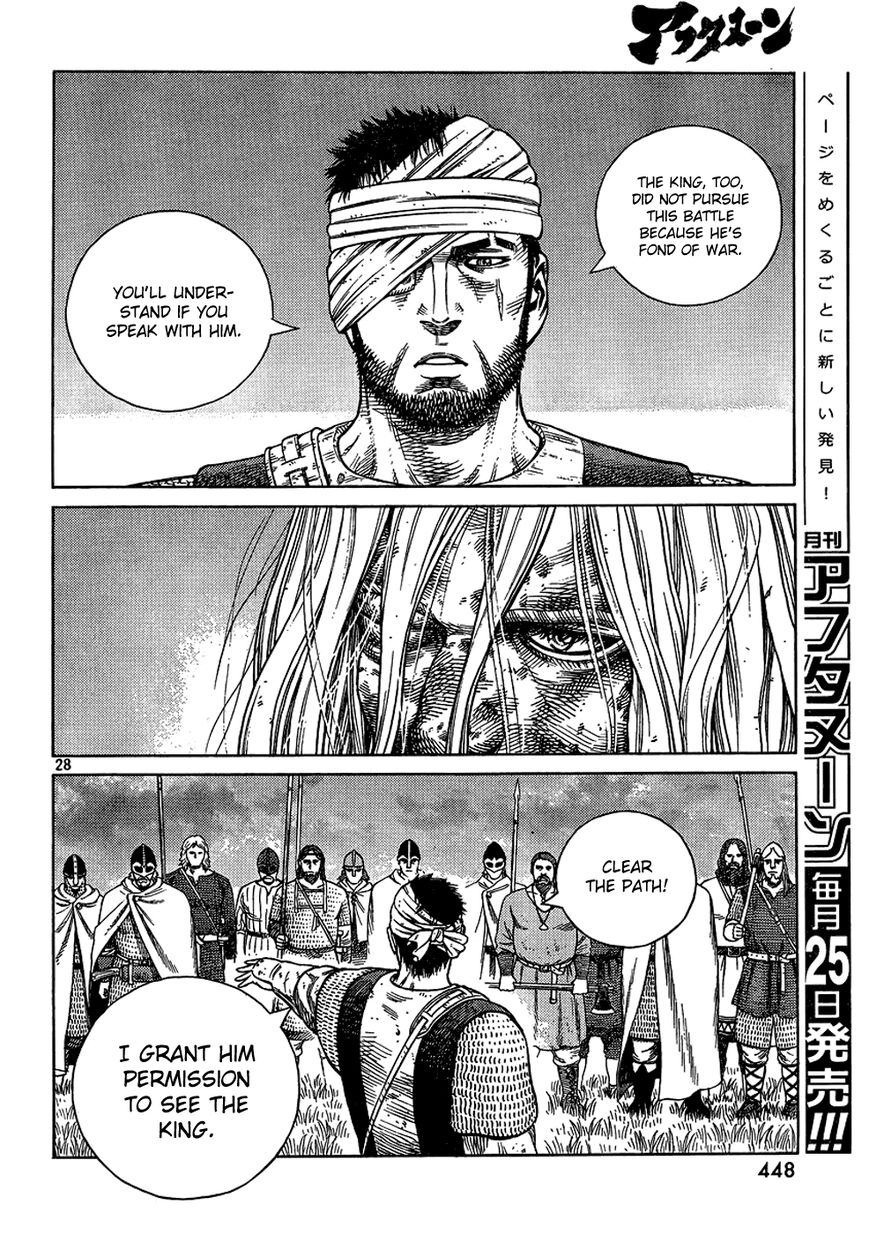 アフタヌーン
THE KING, TOO,
DID NOT PURSUE
THIS BATTLE
BECAUSE HE'S
FOND OF WAR.
YOU'LL UNDER-
STAND IF YOU
SPEAK WITH HIM.
28
CLEAR
THE PATH!
I GRANT HIM
PERMISSION
TO SEE THE
KING.
ページをめくるごとに新しい発見!
月刊
アフタヌーン
毎月25日発売!!!
448